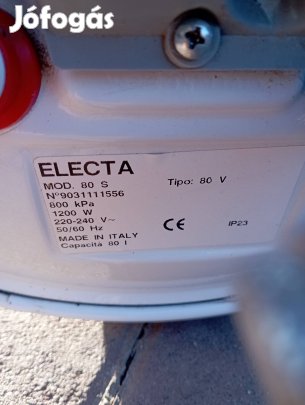 Jófogás
ELECTA
MOD. 80 S
Tipo: 80 V
N°9031111556
800 kPa
1200 W
220-240 V~
50/60 Hz
CE
IP23
MADE IN ITALY
Capacità 80 l